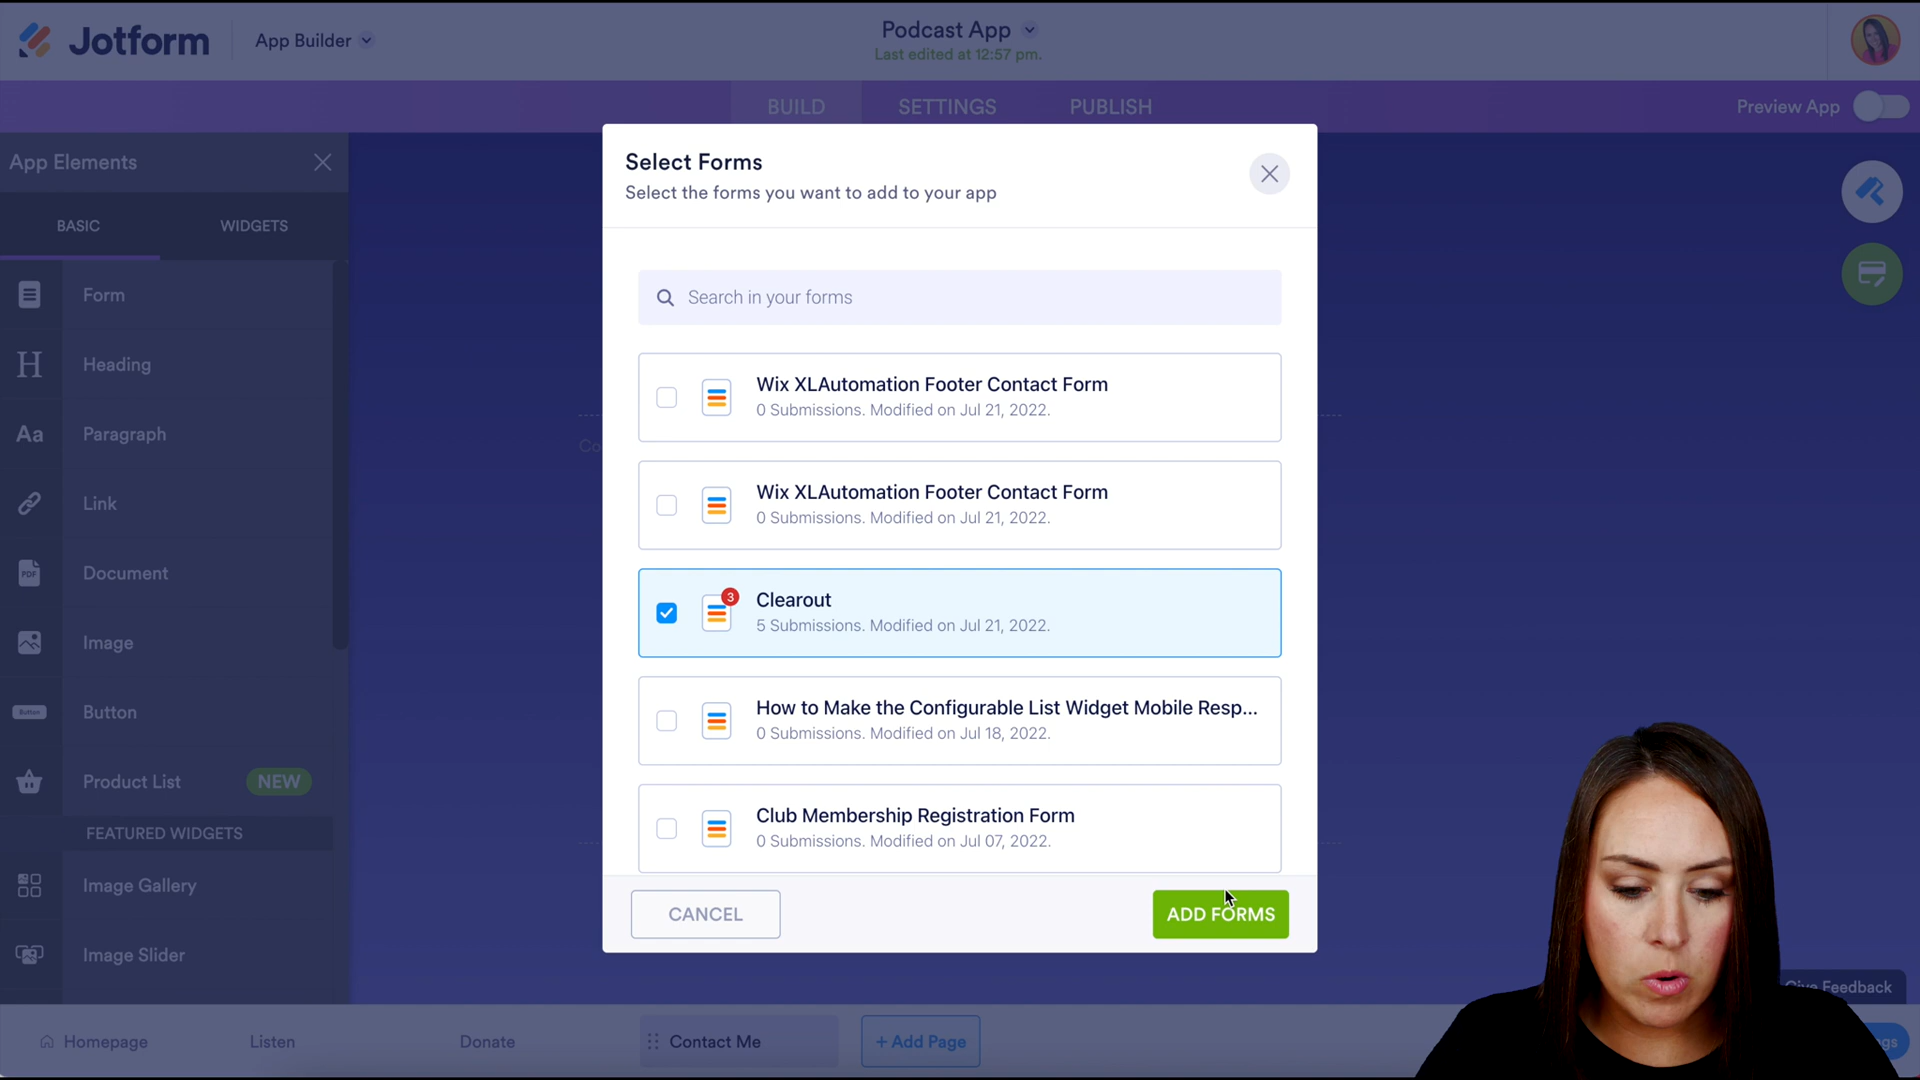 Jotform
App Builder
Podcast App
Last edited at 12:57 pm.
BUILD
SETTINGS
PUBLISH
Preview App
App Elements
BASIC
WIDGETS
Form
H
Heading
Aa
Paragraph
Link
PDF
Document
Image
Button
Button
Product List
NEW
FEATURED WIDGETS
Image Gallery
Image Slider
Select Forms
Select the forms you want to add to your app
Search in your forms
Wix XLAutomation Footer Contact Form
0 Submissions. Modified on Jul 21, 2022.
Wix XLAutomation Footer Contact Form
0 Submissions. Modified on Jul 21, 2022.
3
Clearout
5 Submissions. Modified on Jul 21, 2022.
How to Make the Configurable List Widget Mobile Resp...
0 Submissions. Modified on Jul 18, 2022.
Club Membership Registration Form
0 Submissions. Modified on Jul 07, 2022.
CANCEL
ADD FORMS
Give Feedback
Homepage
Listen
Donate
Contact Me
+ Add Page